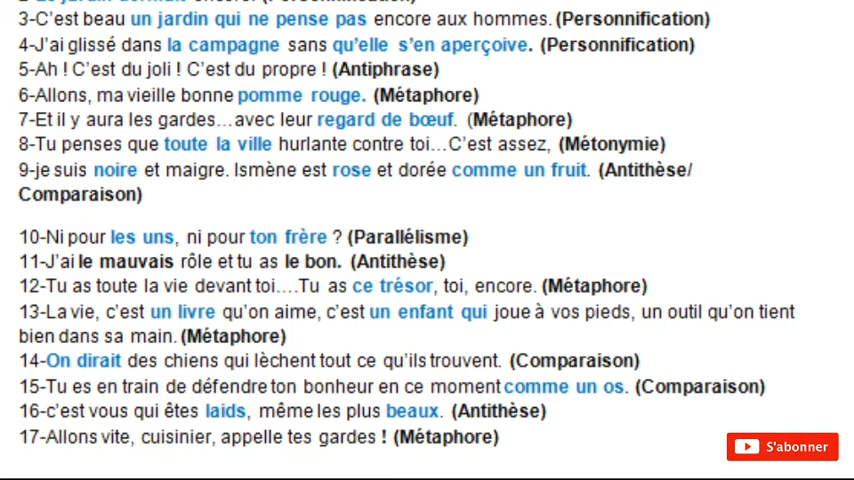 3-C’est beau un jardin qui ne pense pas encore aux hommes. (Personnification)
4-J’ai glissé dans la campagne sans qu’elle s’en aperçoive. (Personnification)
5-Ah ! C’est du joli ! C’est du propre ! (Antiphrase)
6-Allons, ma vieille bonne pomme rouge. (Métaphore)
7-Et il y aura les gardes…avec leur regard de bœuf. (Métaphore)
8-Tu penses que toute la ville hurlante contre toi…C’est assez, (Métonymie)
9-je suis noire et maigre. Ismène est rose et dorée comme un fruit. (Antithèse/
Comparaison)
10-Ni pour les uns, ni pour ton frère ? (Parallélisme)
11-J’ai le mauvais rôle et tu as le bon. (Antithèse)
12-Tu as toute la vie devant toi….Tu as ce trésor, toi, encore. (Métaphore)
13-La vie, c’est un livre qu’on aime, c’est un enfant qui joue à vos pieds, un outil qu’on tient
bien dans sa main. (Métaphore)
14-On dirait des chiens qui lèchent tout ce qu’ils trouvent. (Comparaison)
15-Tu es en train de défendre ton bonheur en ce moment comme un os. (Comparaison)
16-c’est vous qui êtes laids, même les plus beaux. (Antithèse)
17-Allons vite, cuisinier, appelle tes gardes ! (Métaphore)
S'abonner